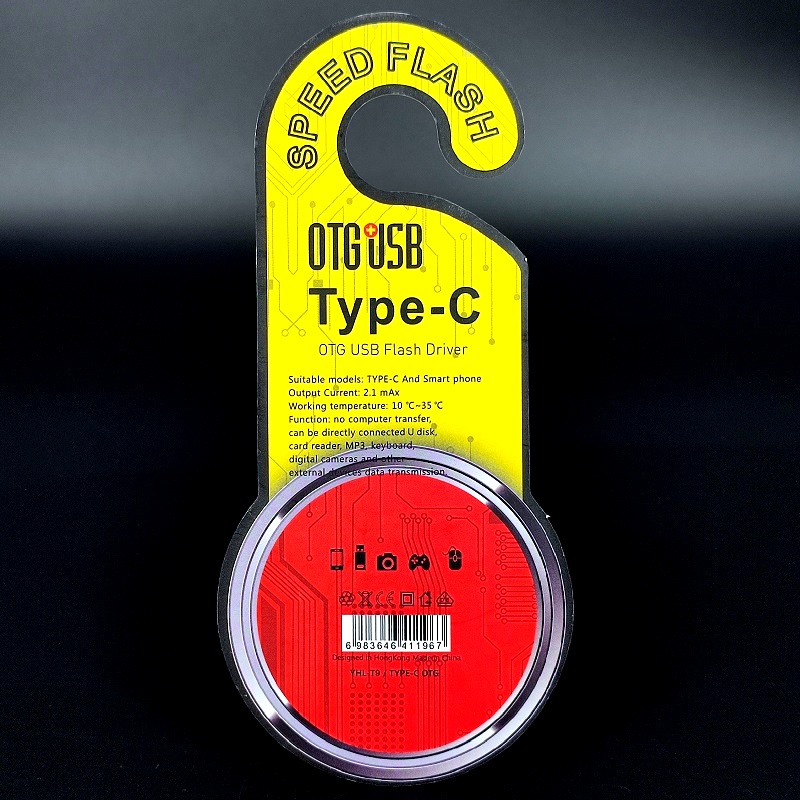 SPEED FLASH
OTG USB
Type-C
OTG USB Flash Driver
Suitable models: TYPE-C And Smart phone
Output Current: 2.1 mAx
Working temperature: 10 ℃~35 ℃
Function: no computer transfer,
can be directly connected U disk,
card reader, MP3, keyboard,
digital cameras and other
external devices data transmission.
CE
6 983646 411967
Designed in HongKong Made in China
YHL-T9 / TYPE-C OTG